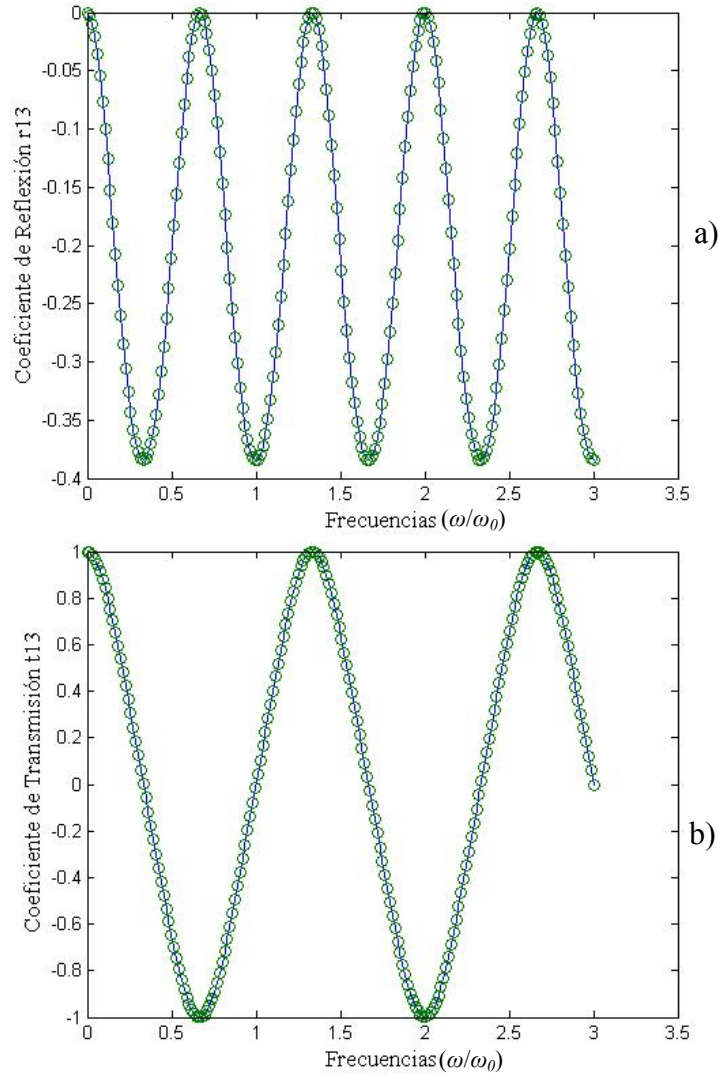 0
-0.05
-0.1
-0.15
-0.2
-0.25
-0.3
-0.35
-0.4
Coeficiente de Reflexión r13
0 0.5 1 1.5 2 2.5 3 3.5
Frecuencias (ω/ω0)
a)
1
0.8
0.6
0.4
0.2
0
-0.2
-0.4
-0.6
-0.8
-1
Coeficiente de Transmisión t13
0 0.5 1 1.5 2 2.5 3 3.5
Frecuencias (ω/ω0)
b)